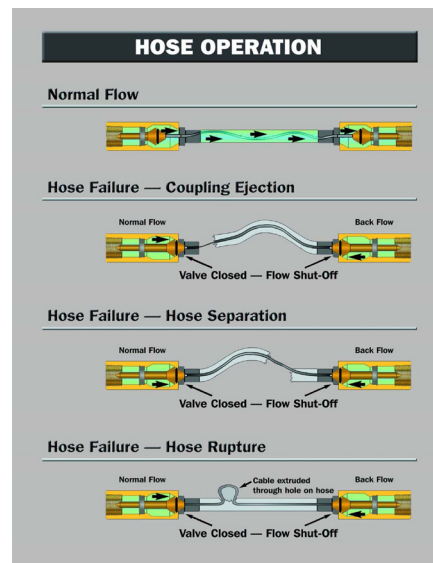 HOSE OPERATION
Normal Flow
Hose Failure — Coupling Ejection
Normal Flow
Back Flow
Valve Closed — Flow Shut-Off
Hose Failure — Hose Separation
Normal Flow
Back Flow
Valve Closed — Flow Shut-Off
Hose Failure — Hose Rupture
Normal Flow
Cable extruded
through hole on hose
Back Flow
Valve Closed — Flow Shut-Off